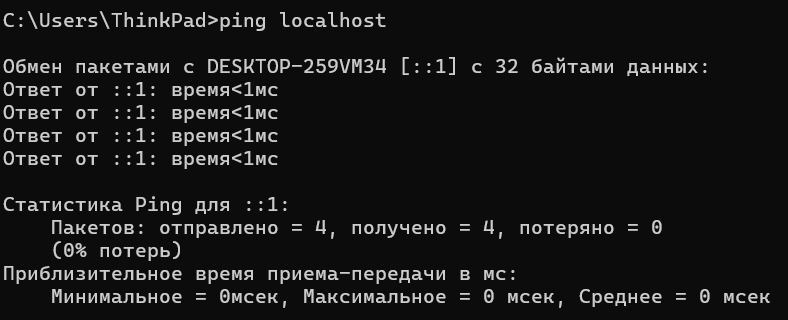 C:\Users\ThinkPad>ping localhost
Обмен пакетами с DESKTOP-259VM34 [::1] с 32 байтами данных:
Ответ от ::1: время<1мс
Ответ от ::1: время<1мс
Ответ от ::1: время<1мс
Ответ от ::1: время<1мс
Статистика Ping для ::1:
    Пакетов: отправлено = 4, получено = 4, потеряно = 0
    (0% потерь)
Приблизительное время приема-передачи в мс:
    Минимальное = 0мсек, Максимальное = 0 мсек, Среднее = 0 мсек